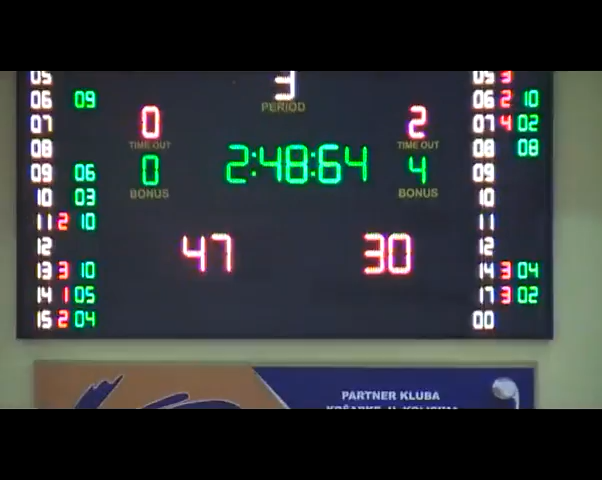 05 3 05 3
06 09 PERIOD 06 2 10
07 0 2 07 4 02
08 TIME OUT TIME OUT 08 08
09 06 0 2:48:64 4 09
10 03 BONUS BONUS 10
11 2 10 11
12 47 30 12
13 3 10 14 3 04
14 1 05 17 3 02
15 2 04 00
PARTNER KLUBA